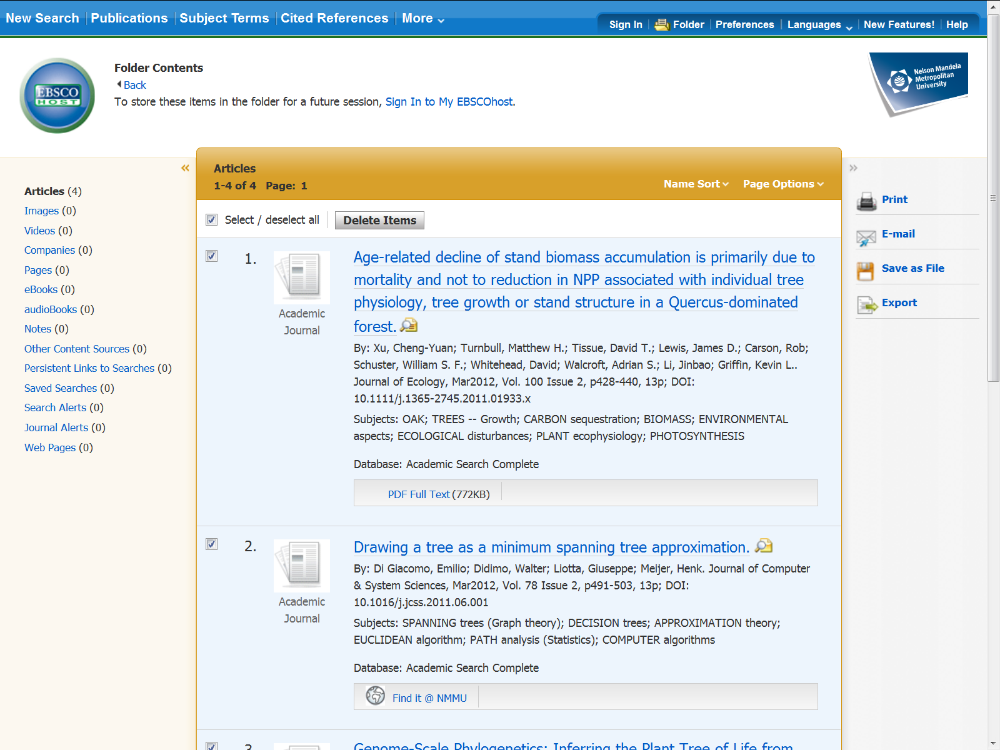 New Search Publications Subject Terms Cited References More
Sign In Folder Preferences Languages New Features! Help
EBSCO
HOST
Folder Contents
Back
To store these items in the folder for a future session, Sign In to My EBSCOhost.
Nelson Mandela
Metropolitan
University
Articles
1-4 of 4 Page: 1
Name Sort Page Options
Articles (4)
Images (0)
Videos (0)
Companies (0)
Pages (0)
eBooks (0)
audioBooks (0)
Notes (0)
Other Content Sources (0)
Persistent Links to Searches (0)
Saved Searches (0)
Search Alerts (0)
Journal Alerts (0)
Web Pages (0)
Select / deselect all Delete Items
1.
Academic
Journal
Age-related decline of stand biomass accumulation is primarily due to
mortality and not to reduction in NPP associated with individual tree
physiology, tree growth or stand structure in a Quercus-dominated
forest.
By: Xu, Cheng-Yuan; Turnbull, Matthew H.; Tissue, David T.; Lewis, James D.; Carson, Rob;
Schuster, William S. F.; Whitehead, David; Walcroft, Adrian S.; Li, Jinbao; Griffin, Kevin L..
Journal of Ecology, Mar2012, Vol. 100 Issue 2, p428-440, 13p; DOI:
10.1111/j.1365-2745.2011.01933.x
Subjects: OAK; TREES -- Growth; CARBON sequestration; BIOMASS; ENVIRONMENTAL
aspects; ECOLOGICAL disturbances; PLANT ecophysiology; PHOTOSYNTHESIS
Database: Academic Search Complete
PDF Full Text (772KB)
2.
Academic
Journal
Drawing a tree as a minimum spanning tree approximation.
By: Di Giacomo, Emilio; Didimo, Walter; Liotta, Giuseppe; Meijer, Henk. Journal of Computer
& System Sciences, Mar2012, Vol. 78 Issue 2, p491-503, 13p; DOI:
10.1016/j.jcss.2011.06.001
Subjects: SPANNING trees (Graph theory); DECISION trees; APPROXIMATION theory;
EUCLIDEAN algorithm; PATH analysis (Statistics); COMPUTER algorithms
Database: Academic Search Complete
Find it @ NMMU
3.
Genome-Scale Phylogenetics: Inferring the Plant Tree of Life from
Print
E-mail
Save as File
Export